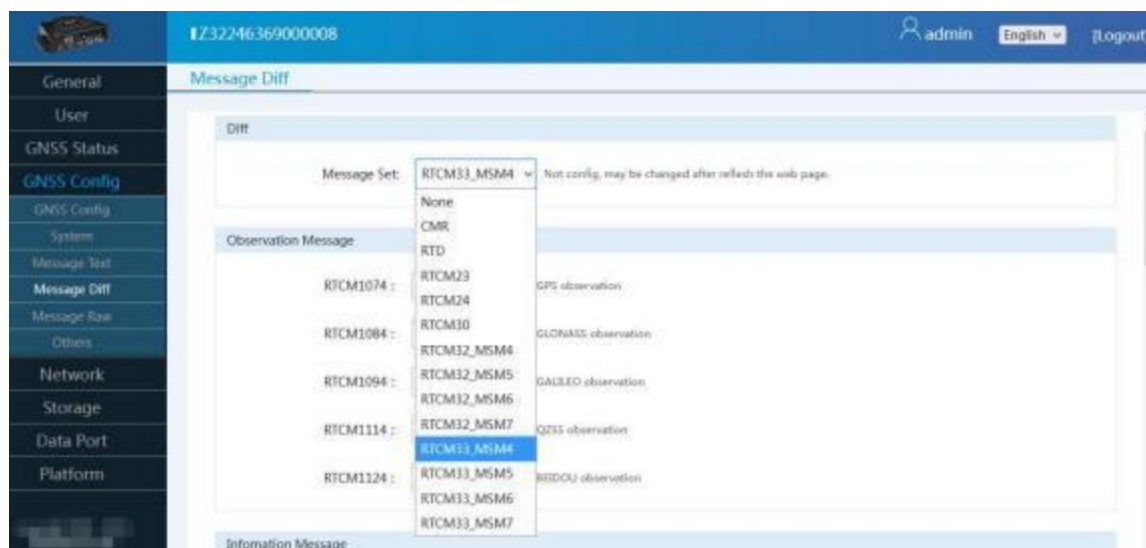 IZ32246369000008
admin
English
[Logout
General
User
GNSS Status
GNSS Config
GNSS Config
System
Message Text
Message Diff
Message Raw
Others
Network
Storage
Data Port
Platform
Message Diff
Diff
Message Set: RTCM33_MSM4 Not config, may be changed after reflesh the web page.
None
CMR
RTD
RTCM23
RTCM24
RTCM30
RTCM32_MSM4
RTCM32_MSM5
RTCM32_MSM6
RTCM32_MSM7
RTCM33_MSM4
RTCM33_MSM5
RTCM33_MSM6
RTCM33_MSM7
Observation Message
RTCM1074 : GPS observation
RTCM1084 : GLONASS observation
RTCM1094 : GALILEO observation
RTCM1114 : QZSS observation
RTCM1124 : BEIDOU observation
Infomation Message